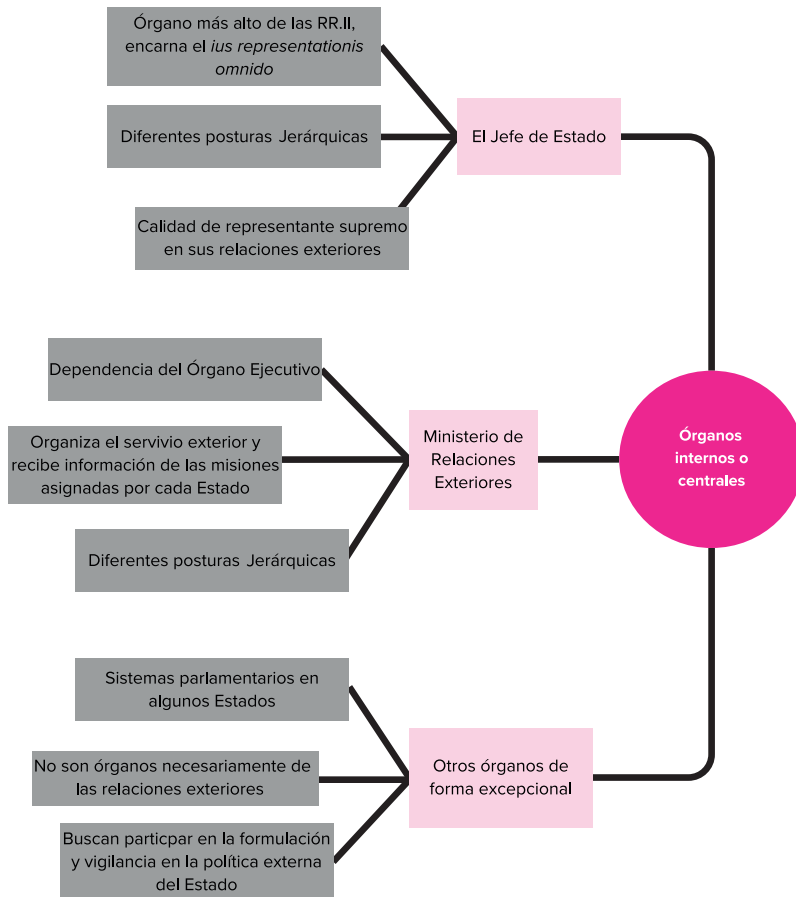 Órgano más alto de las RR.II,
encarna el ius representationis
omnido
Diferentes posturas Jerárquicas
El Jefe de Estado
Calidad de representante supremo
en sus relaciones exteriores
Dependencia del Órgano Ejecutivo
Organiza el servivio exterior y
recibe información de las misiones
asignadas por cada Estado
Ministerio de
Relaciones
Exteriores
Órganos
internos o
centrales
Diferentes posturas Jerárquicas
Sistemas parlamentarios en
algunos Estados
No son órganos necesariamente de
las relaciones exteriores
Otros órganos de
forma excepcional
Buscan particpar en la formulación
y vigilancia en la política externa
del Estado